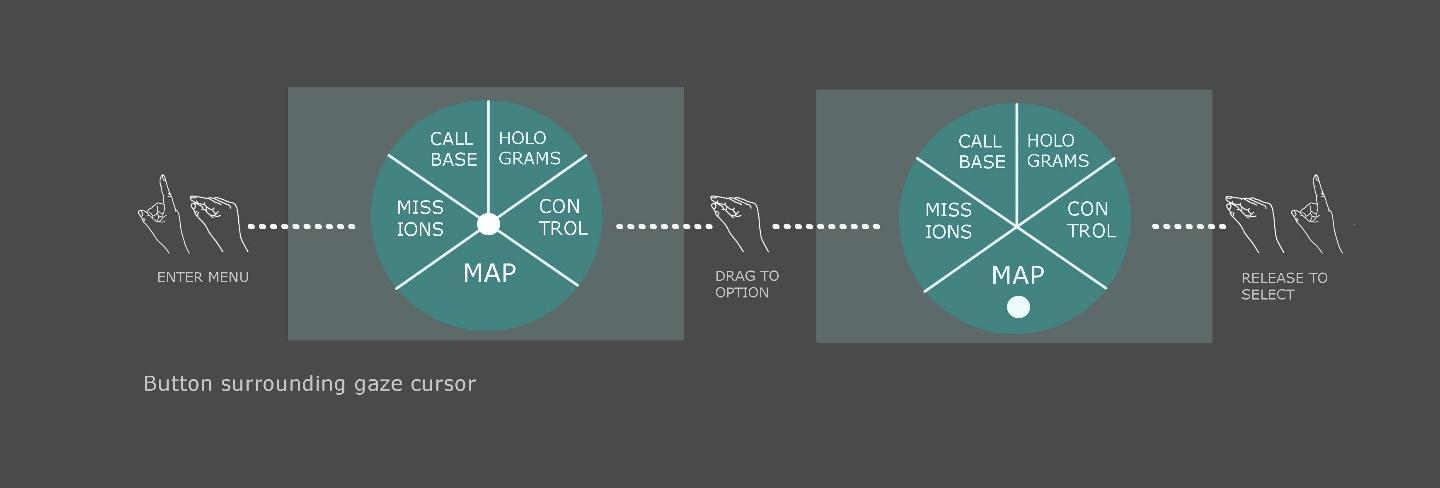 CALL
BASE
HOLO
GRAMS
MISS
IONS
CON
TROL
MAP
ENTER MENU
DRAG TO
OPTION
CALL
BASE
HOLO
GRAMS
MISS
IONS
CON
TROL
MAP
RELEASE TO
SELECT
Button surrounding gaze cursor